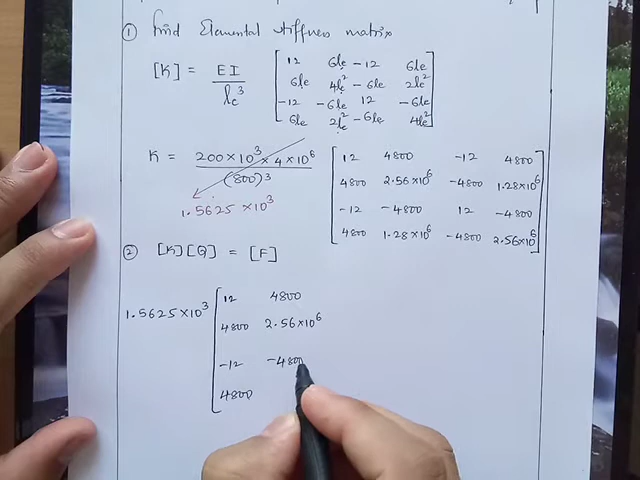 ① Find Elemental stiffness matrix
[K] = EI / le³ [ 12 6le -12 6le
6le 4le² -6le 2le²
-12 -6le 12 -6le
6le 2le² -6le 4le² ]
K = 200×10³ × 4×10⁶ / (800)³ [ 12 4800 -12 4800
4800 2.56×10⁶ -4800 1.28×10⁶
-12 -4800 12 -4800
4800 1.28×10⁶ -4800 2.56×10⁶ ]
1.5625 ×10³
② [K][Q] = [F]
1.5625×10³ [ 12 4800
4800 2.56×10⁶
-12 -4800
4800